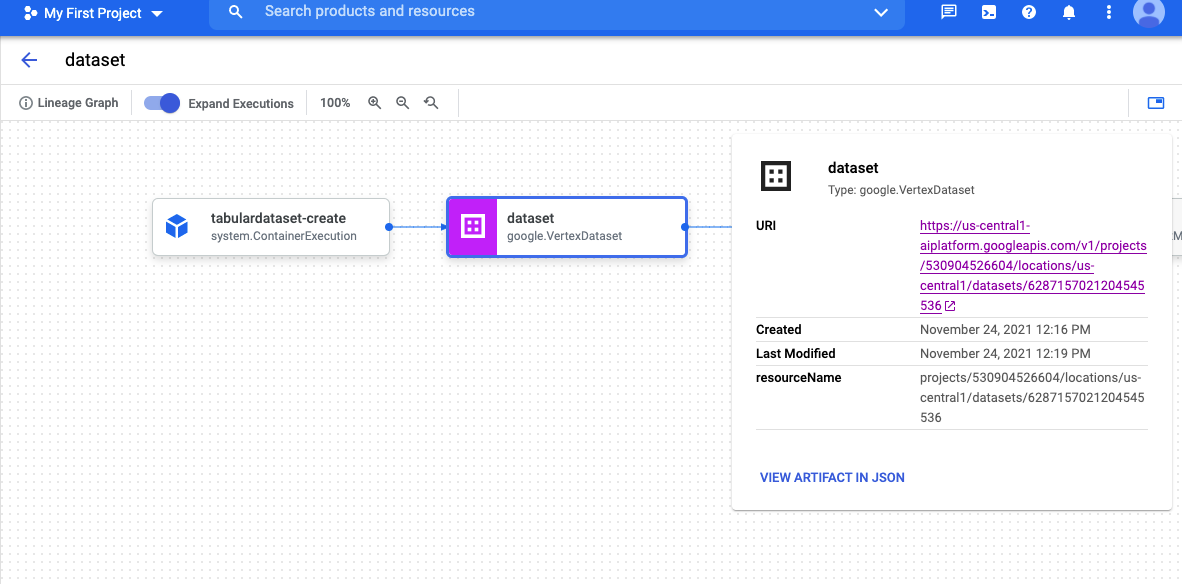 My First Project
Search products and resources
dataset
Lineage Graph
Expand Executions
100%
tabulardataset-create
system.ContainerExecution
dataset
google.VertexDataset
dataset
Type: google.VertexDataset
URI
https://us-central1-
aiplatform.googleapis.com/v1/projects
/530904526604/locations/us-
central1/datasets/6287157021204545
536
Created
November 24, 2021 12:16 PM
Last Modified
November 24, 2021 12:19 PM
resourceName
projects/530904526604/locations/us-
central1/datasets/6287157021204545
536
VIEW ARTIFACT IN JSON